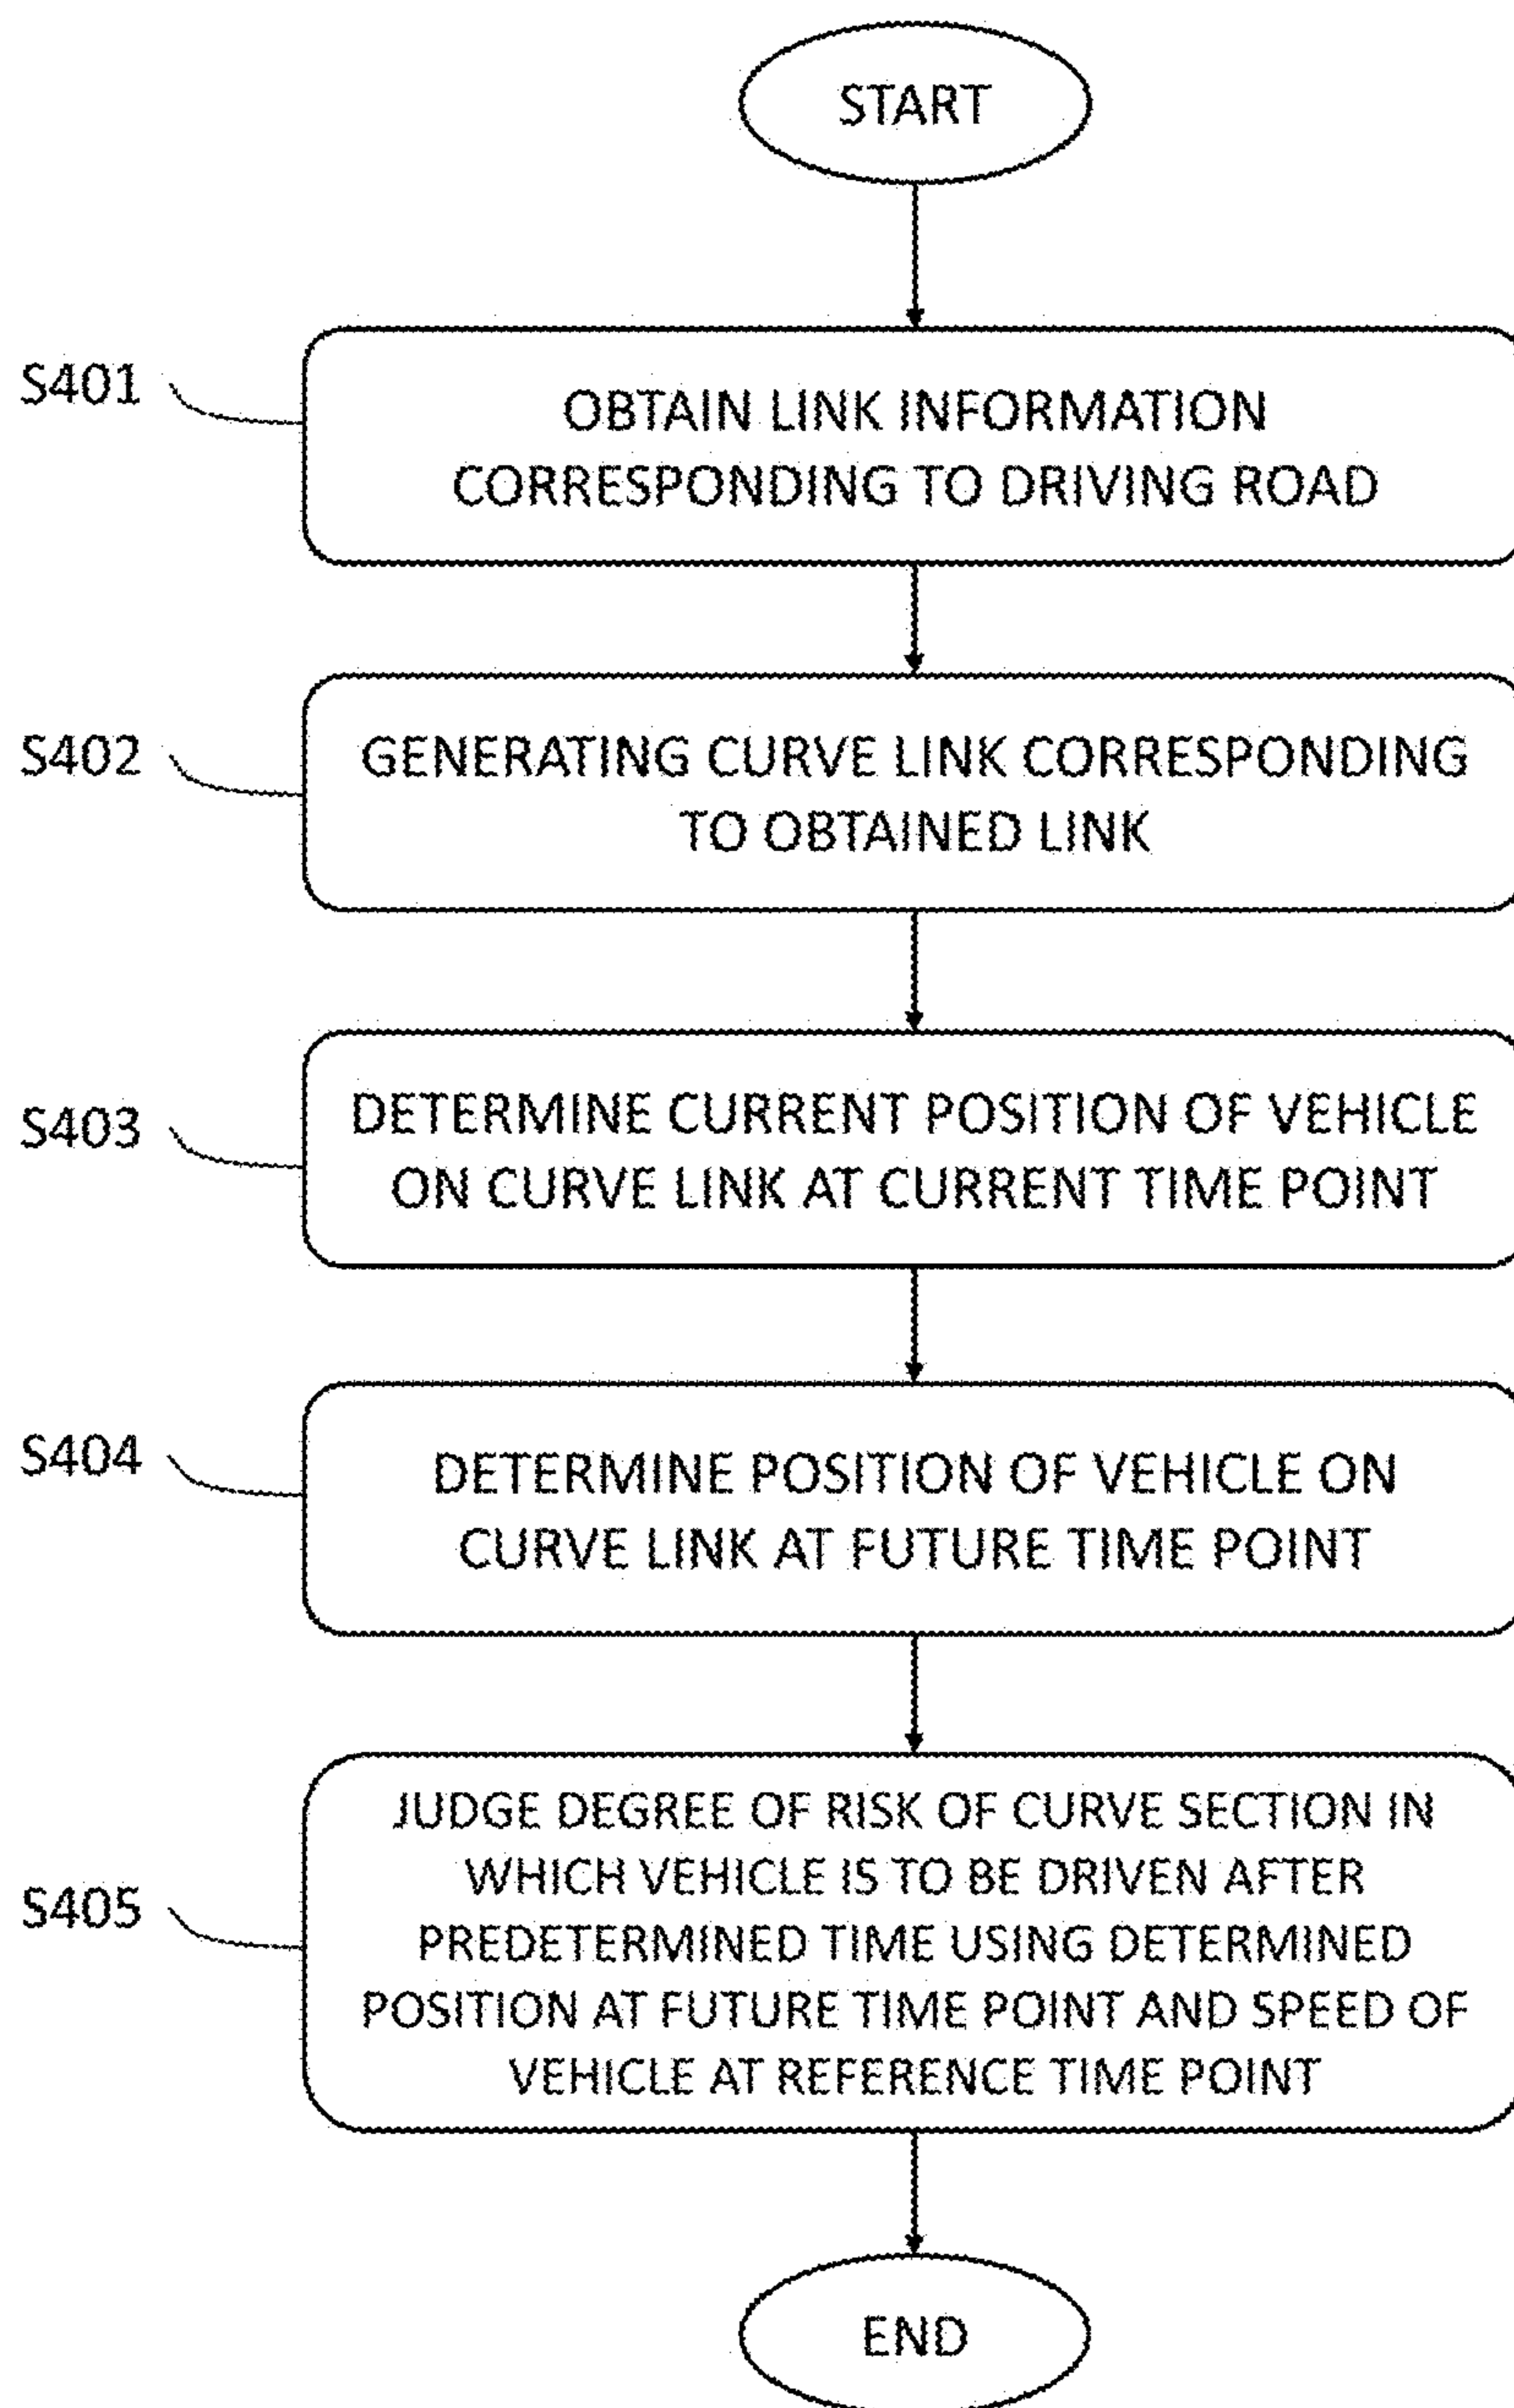 START
S401
OBTAIN LINK INFORMATION
CORRESPONDING TO DRIVING ROAD
S402
GENERATING CURVE LINK CORRESPONDING
TO OBTAINED LINK
S403
DETERMINE CURRENT POSITION OF VEHICLE
ON CURVE LINK AT CURRENT TIME POINT
S404
DETERMINE POSITION OF VEHICLE ON
CURVE LINK AT FUTURE TIME POINT
S405
JUDGE DEGREE OF RISK OF CURVE SECTION IN
WHICH VEHICLE IS TO BE DRIVEN AFTER
PREDETERMINED TIME USING DETERMINED
POSITION AT FUTURE TIME POINT AND SPEED OF
VEHICLE AT REFERENCE TIME POINT
END